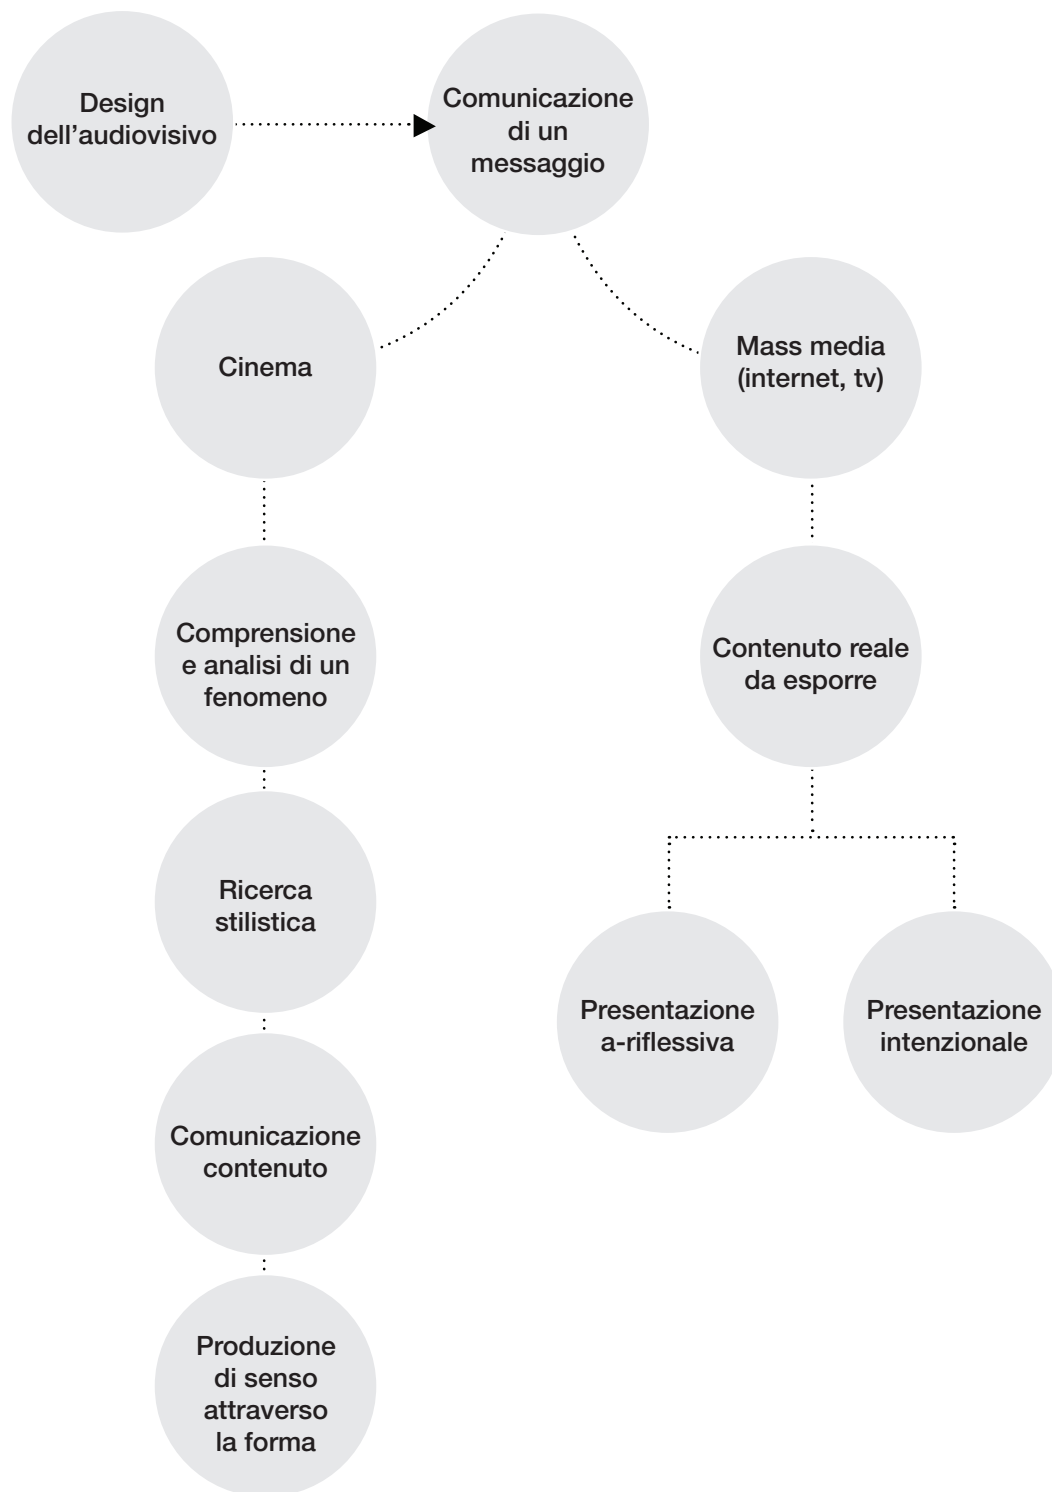 Design
dell’audiovisivo
Comunicazione
di un
messaggio
Cinema
Mass media
(internet, tv)
Comprensione
e analisi di un
fenomeno
Contenuto reale
da esporre
Ricerca
stilistica
Presentazione
a-riflessiva
Presentazione
intenzionale
Comunicazione
contenuto
Produzione
di senso
attraverso
la forma